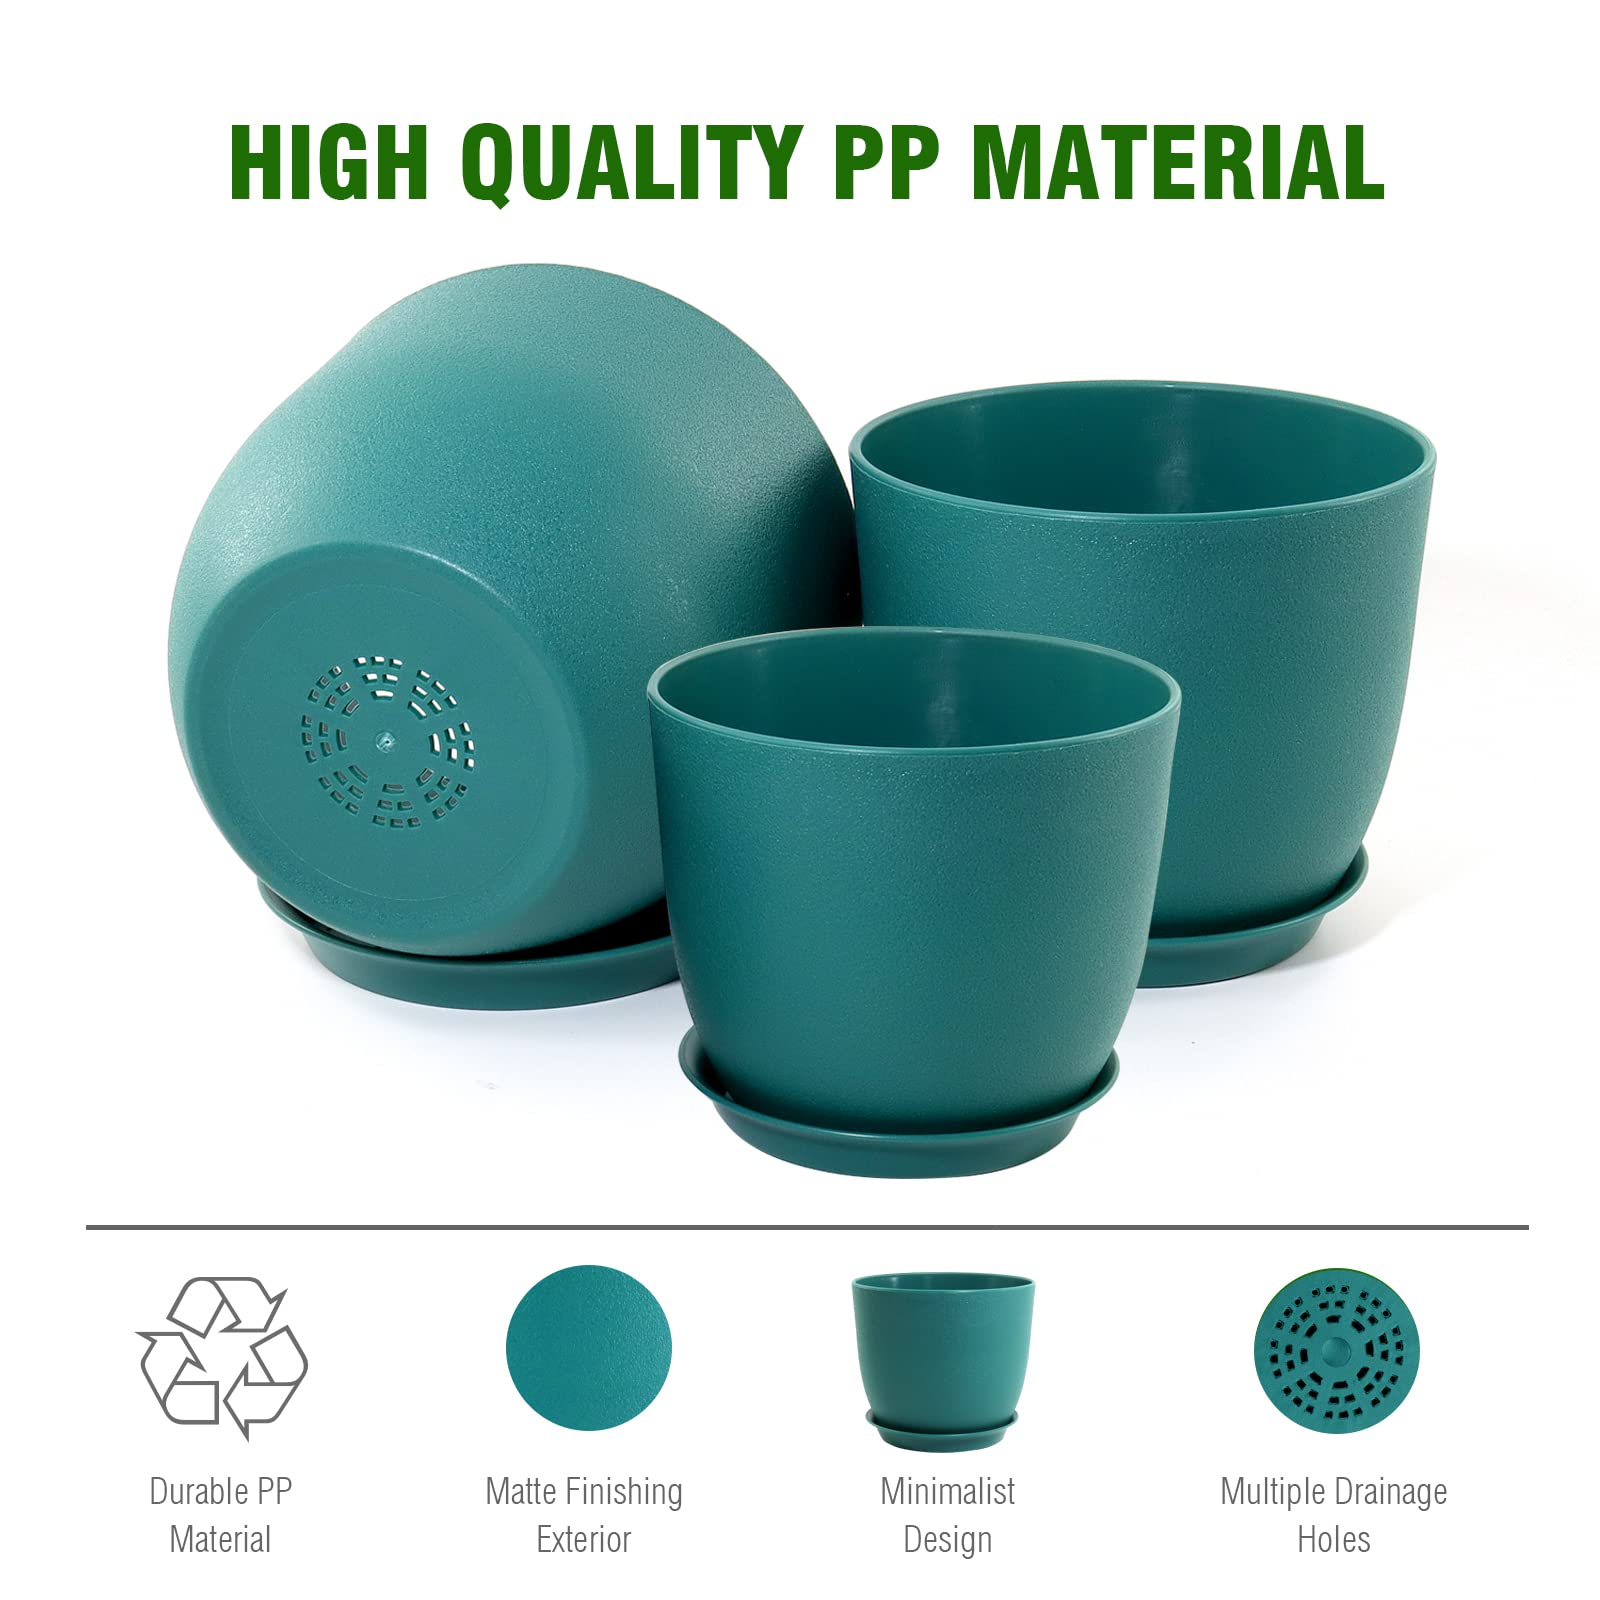 HIGH QUALITY PP MATERIAL
Durable PP
Material
Matte Finishing
Exterior
Minimalist
Design
Multiple Drainage
Holes